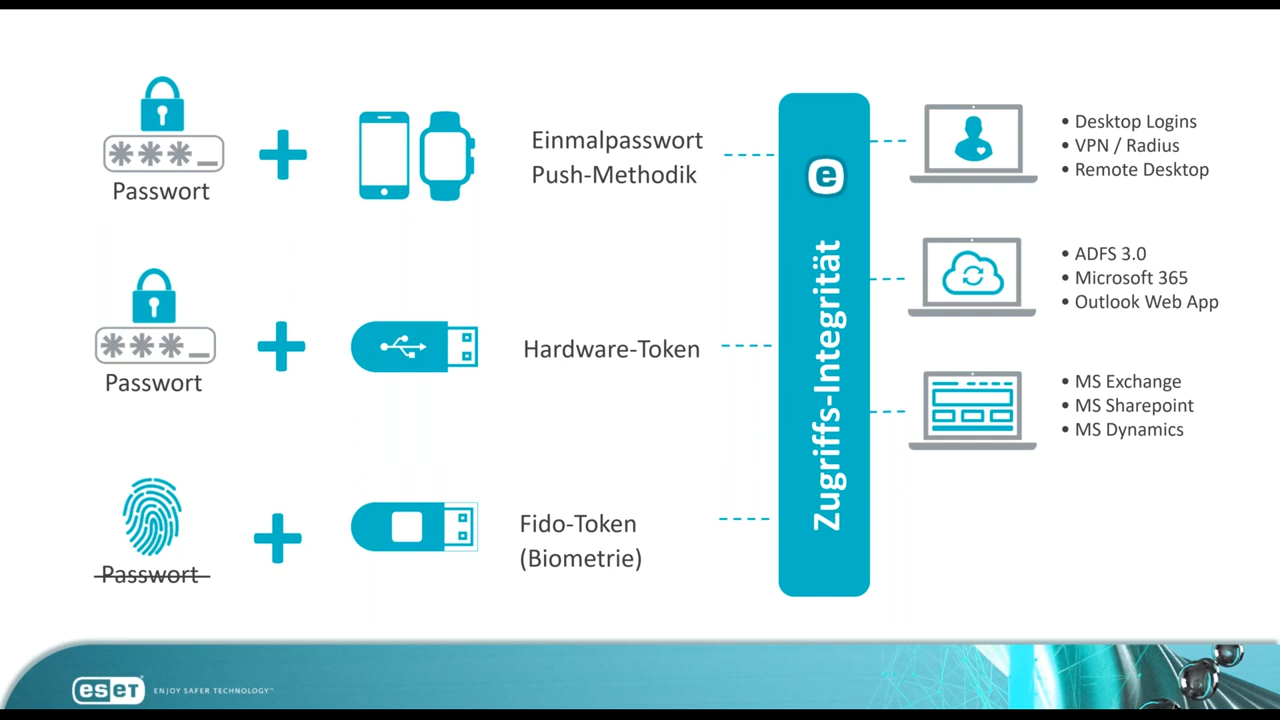 Passwort
Einmalpasswort
Push-Methodik
Passwort
Hardware-Token
Passwort
Fido-Token
(Biometrie)
e
Zugriffs-Integrität
• Desktop Logins
• VPN / Radius
• Remote Desktop
• ADFS 3.0
• Microsoft 365
• Outlook Web App
• MS Exchange
• MS Sharepoint
• MS Dynamics
eset ENJOY SAFER TECHNOLOGY™